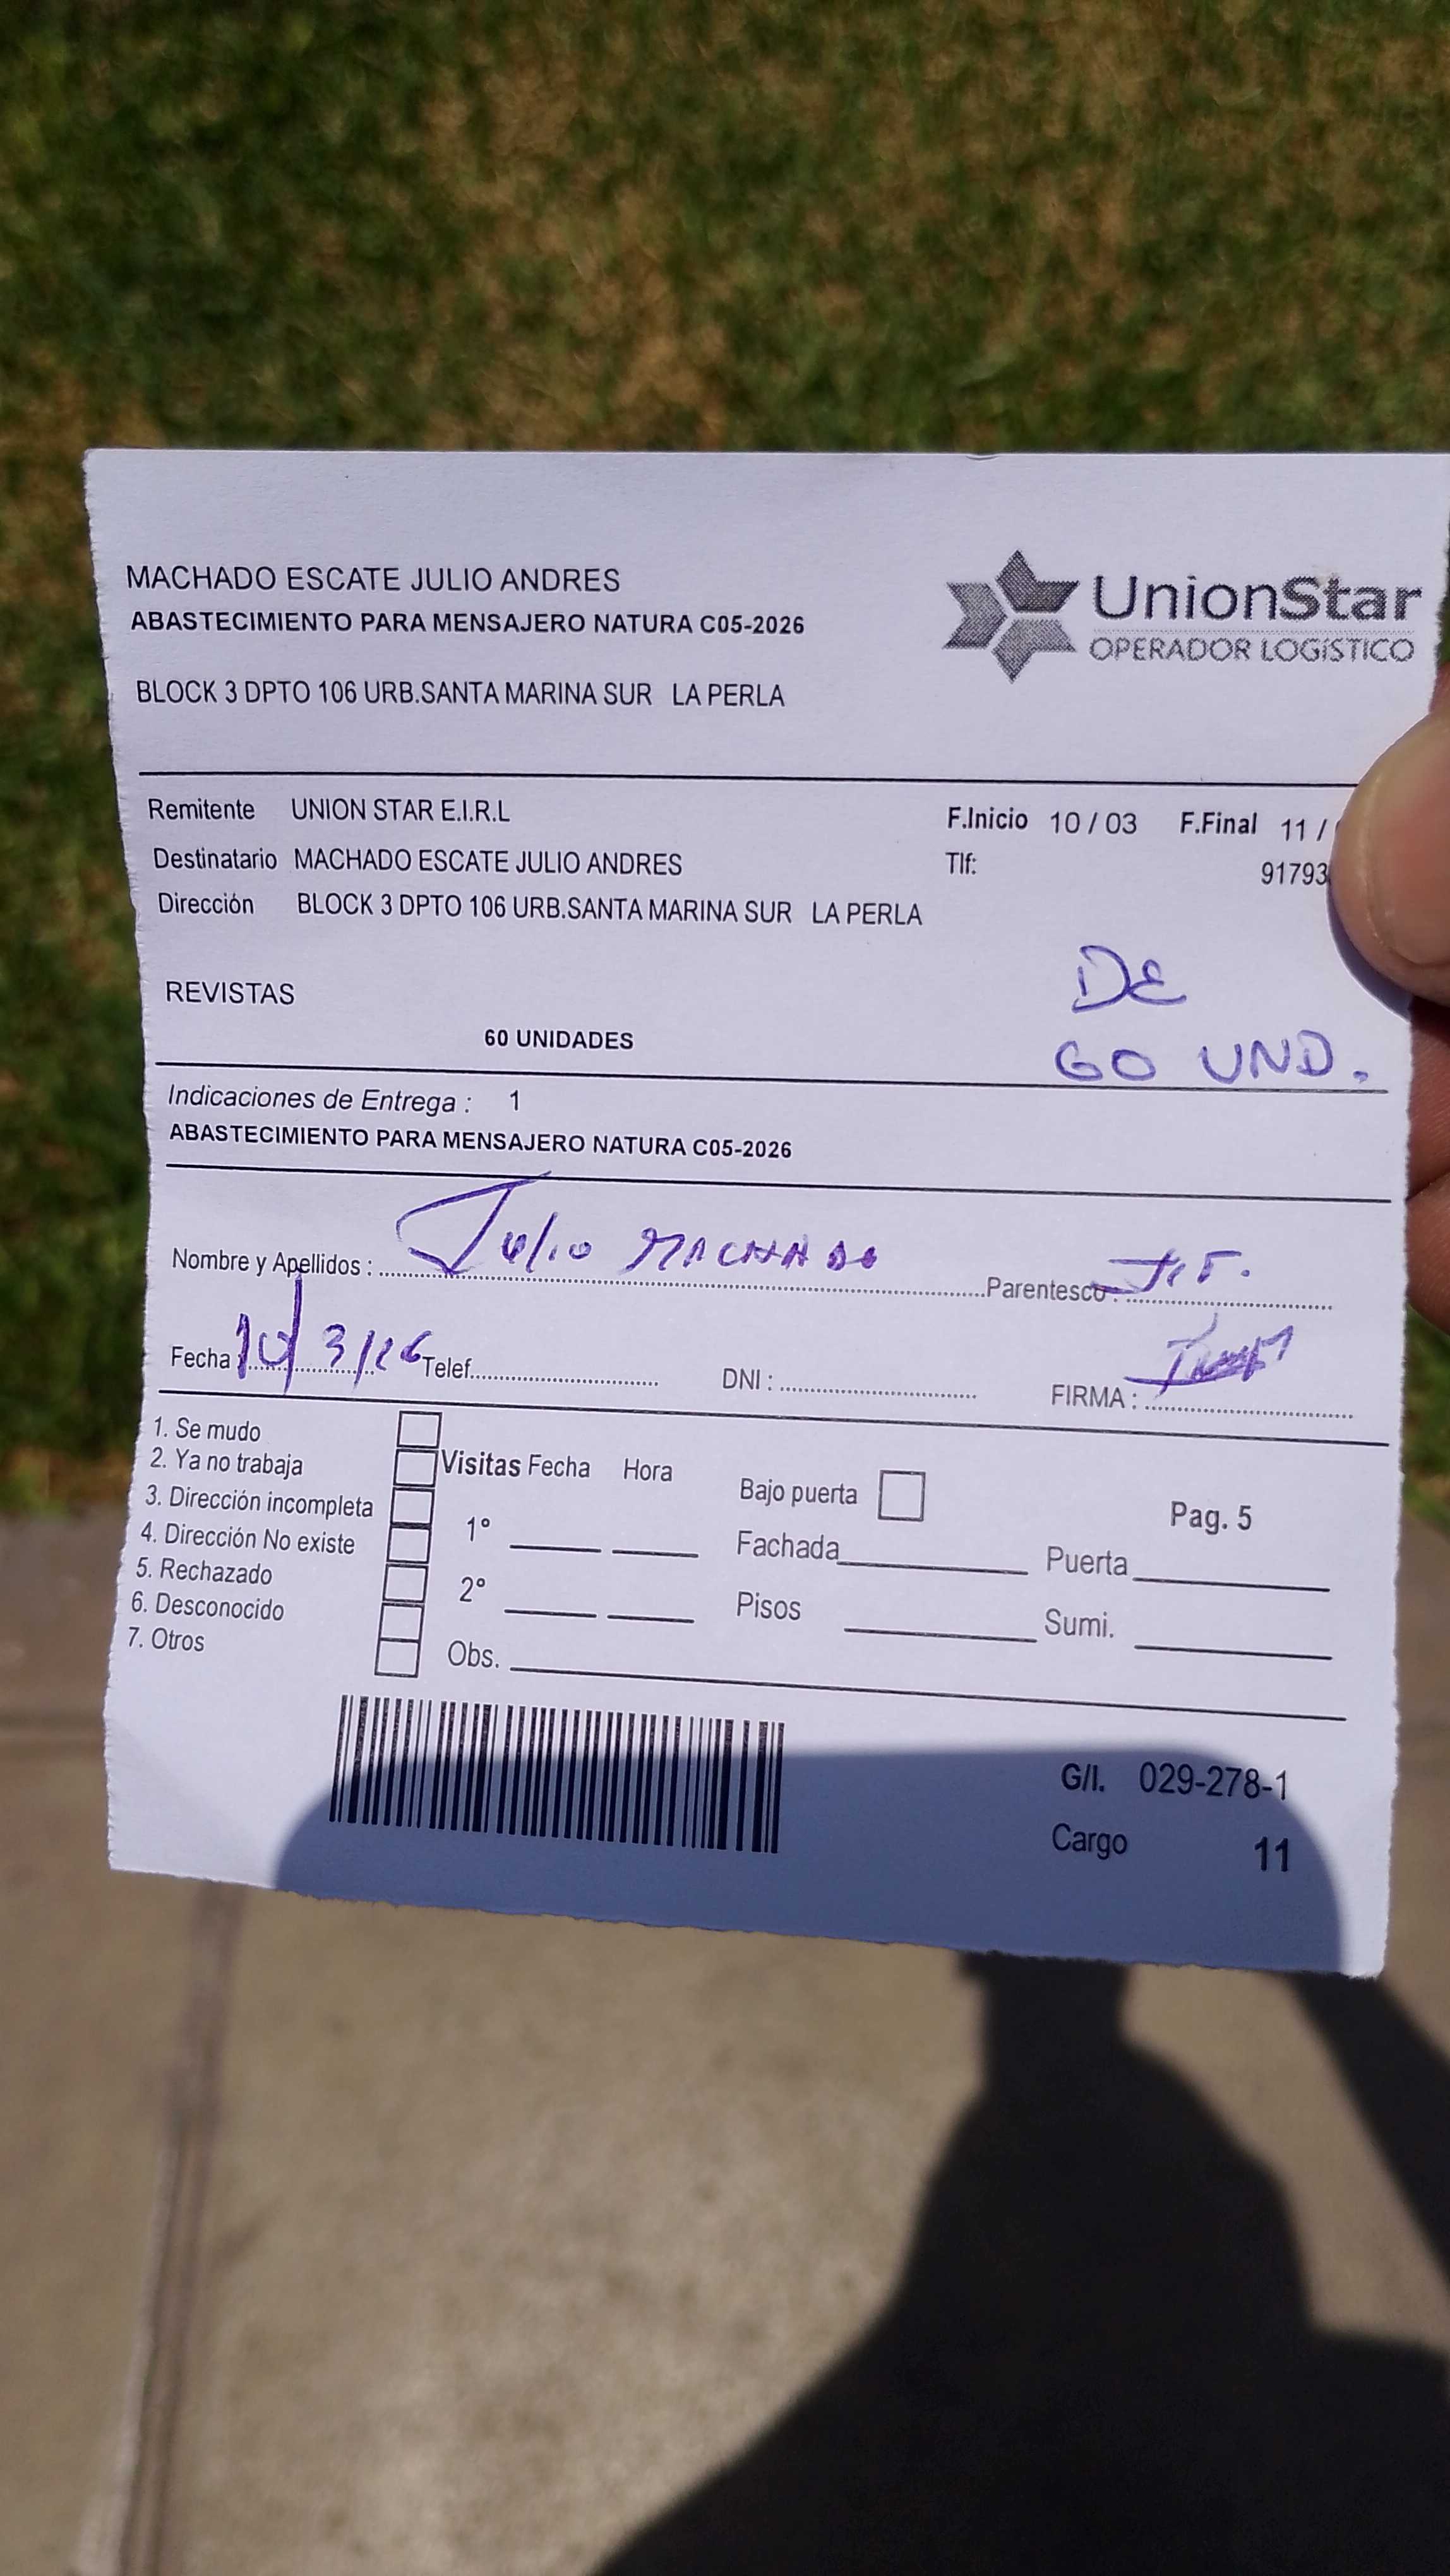 MACHADO ESCATE JULIO ANDRES
ABASTECIMIENTO PARA MENSAJERO NATURA C05-2026
UnionStar
OPERADOR LOGÍSTICO
BLOCK 3 DPTO 106 URB.SANTA MARINA SUR LA PERLA
Remitente UNION STAR E.I.R.L F.Inicio 10 / 03 F.Final 11 /
Destinatario MACHADO ESCATE JULIO ANDRES Tlf: 91793
Dirección BLOCK 3 DPTO 106 URB.SANTA MARINA SUR LA PERLA
DE
REVISTAS
60 UNIDADES 60 UND.
Indicaciones de Entrega : 1
ABASTECIMIENTO PARA MENSAJERO NATURA C05-2026
Nombre y Apellidos : Julio MACHADO Parentesco :
Fecha 10/3/26 Telef. DNI : FIRMA :
1. Se mudo
2. Ya no trabaja Visitas Fecha Hora Bajo puerta Pag. 5
3. Dirección incompleta 1°
4. Dirección No existe Fachada Puerta
5. Rechazado 2°
6. Desconocido Pisos Sumi.
7. Otros Obs.
G/I. 029-278-1
Cargo 11